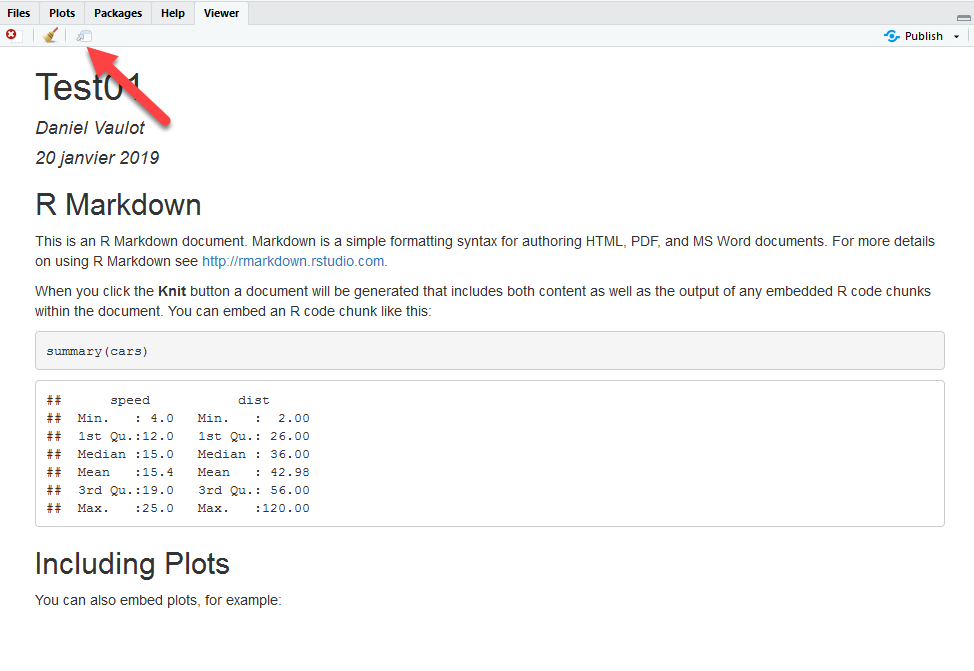 Files Plots Packages Help Viewer
Publish
Test01
Daniel Vaulot
20 janvier 2019
R Markdown
This is an R Markdown document. Markdown is a simple formatting syntax for authoring HTML, PDF, and MS Word documents. For more details
on using R Markdown see http://rmarkdown.rstudio.com.
When you click the Knit button a document will be generated that includes both content as well as the output of any embedded R code chunks
within the document. You can embed an R code chunk like this:
summary(cars)
##      speed           dist
##  Min.   : 4.0   Min.   :  2.00
##  1st Qu.:12.0   1st Qu.: 26.00
##  Median :15.0   Median : 36.00
##  Mean   :15.4   Mean   : 42.98
##  3rd Qu.:19.0   3rd Qu.: 56.00
##  Max.   :25.0   Max.   :120.00
Including Plots
You can also embed plots, for example: